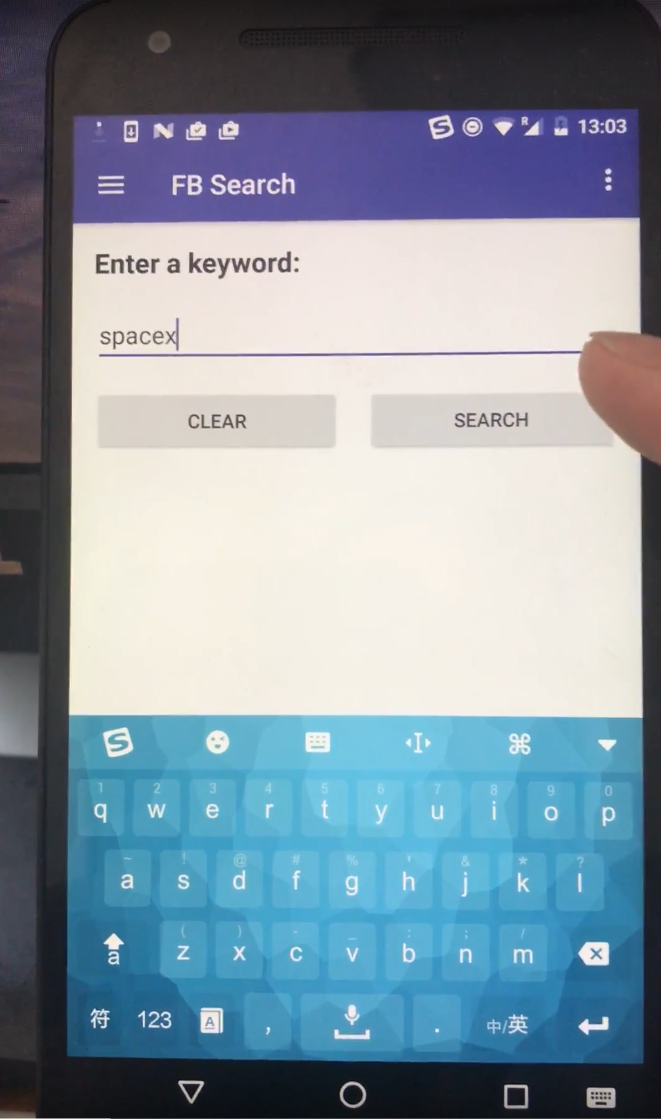 R 13:03
FB Search
Enter a keyword:
spacex
CLEAR SEARCH
1 2 3 4 5 6 7 8 9 0
q w e r t y u i o p
~ ! @ # % ' & * ?
a s d f g h j k l
( ) - _ : ; /
a z x c v b n m
符 123 A , . 中/英